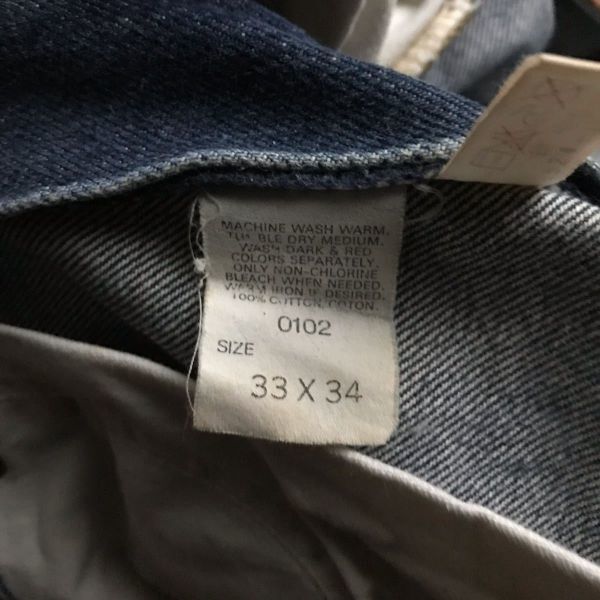 MACHINE WASH WARM.
TUMBLE DRY MEDIUM.
WASH DARK & RED
COLORS SEPARATELY.
ONLY NON-CHLORINE
BLEACH WHEN NEEDED.
WARM IRON IF DESIRED.
100% COTTON, COTON.
0102
SIZE
33 X 34